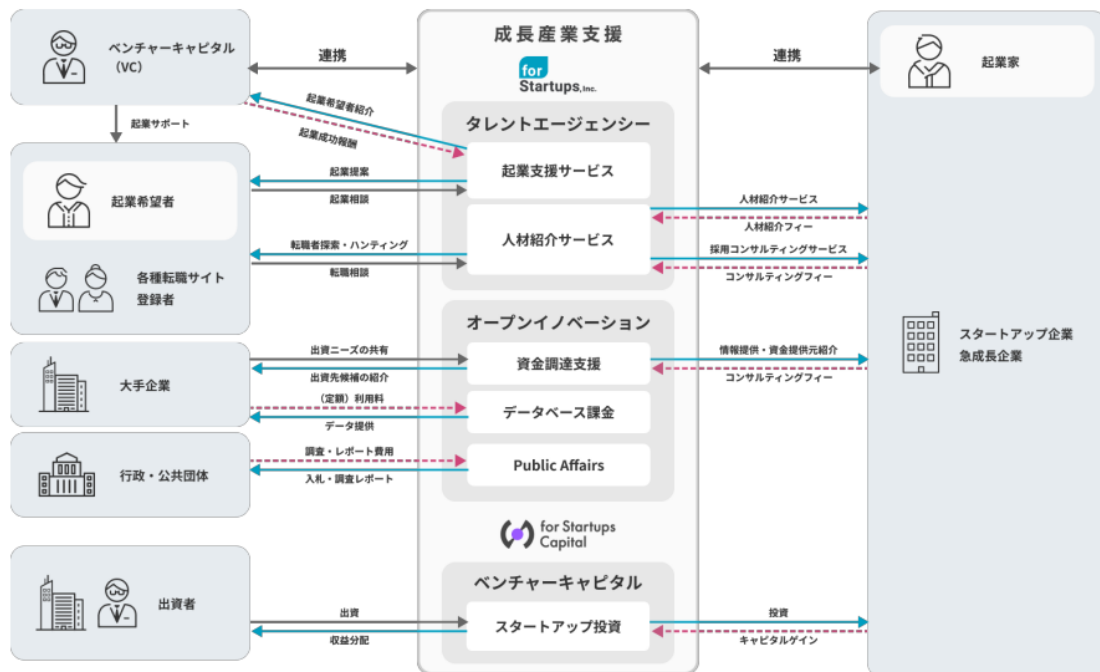 ベンチャーキャピタル
（VC）
起業サポート
起業希望者
各種転職サイト
登録者
大手企業
行政・公共団体
出資者
連携
起業希望者紹介
起業成功報酬
起業提案
起業相談
転職者探索・ハンティング
転職相談
出資ニーズの共有
出資先候補の紹介
（定額）利用料
データ提供
調査・レポート費用
入札・調査レポート
出資
収益分配
成長産業支援
for
Startups,Inc.
タレントエージェンシー
起業支援サービス
人材紹介サービス
オープンイノベーション
資金調達支援
データベース課金
Public Affairs
for Startups
Capital
ベンチャーキャピタル
スタートアップ投資
連携
人材紹介サービス
人材紹介フィー
採用コンサルティングサービス
コンサルティングフィー
情報提供・資金提供元紹介
コンサルティングフィー
投資
キャピタルゲイン
起業家
スタートアップ企業
急成長企業